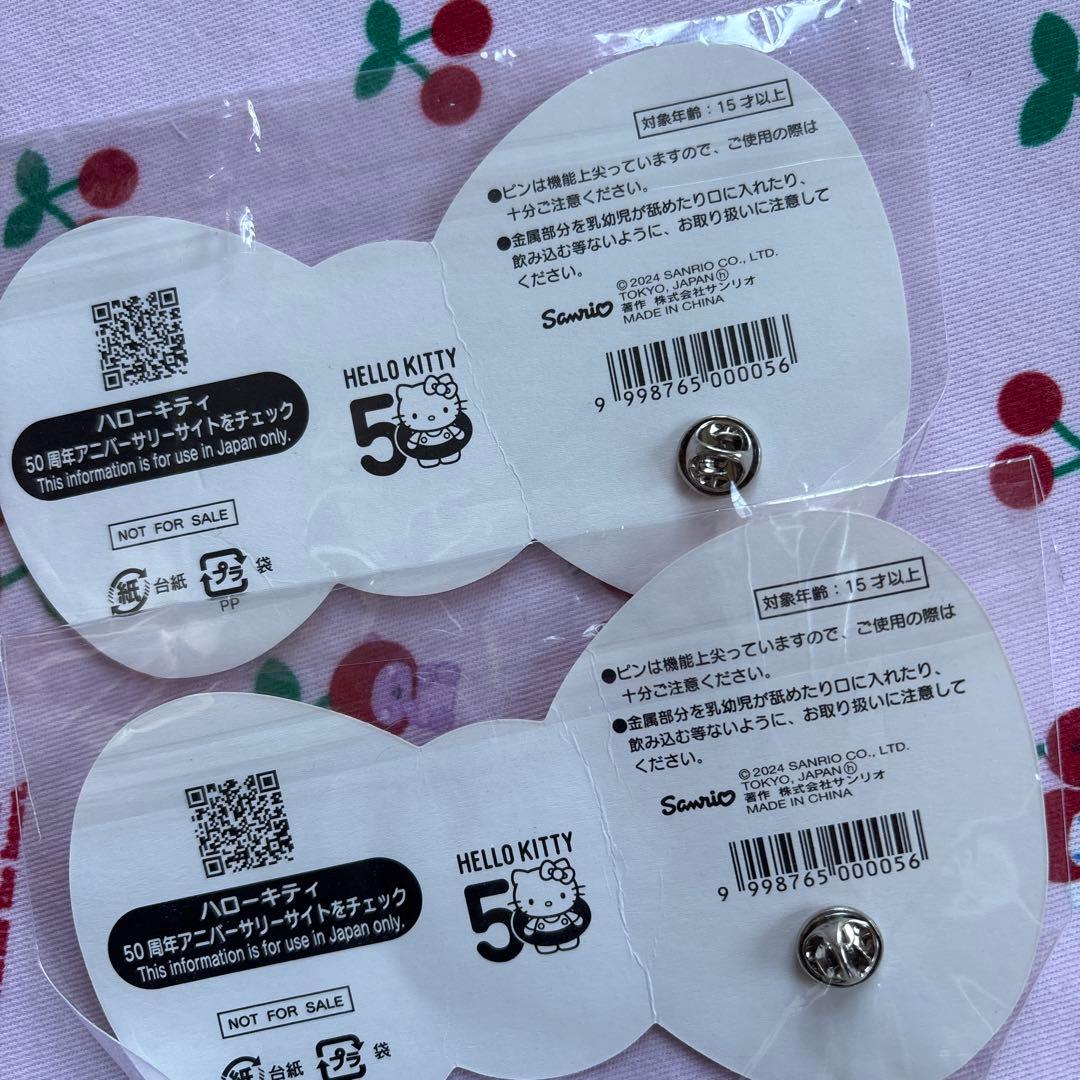 対象年齢：15才以上
●ピンは機能上尖っていますので、ご使用の際は
十分ご注意ください。
●金属部分を乳幼児が舐めたり口に入れたり、
飲み込む等ないように、お取り扱いに注意して
ください。
Sanrio
©2024 SANRIO CO., LTD.
TOKYO, JAPAN ⓗ
著作 株式会社サンリオ
MADE IN CHINA
9 998765 000056
HELLO KITTY
50
ハローキティ
50周年アニバーサリーサイトをチェック
This information is for use in Japan only.
NOT FOR SALE
紙 台紙
プラ 袋
PP
対象年齢：15才以上
●ピンは機能上尖っていますので、ご使用の際は
十分ご注意ください。
●金属部分を乳幼児が舐めたり口に入れたり、
飲み込む等ないように、お取り扱いに注意して
ください。
Sanrio
©2024 SANRIO CO., LTD.
TOKYO, JAPAN ⓗ
著作 株式会社サンリオ
MADE IN CHINA
9 998765 000056
HELLO KITTY
50
ハローキティ
50周年アニバーサリーサイトをチェック
This information is for use in Japan only.
NOT FOR SALE
紙 台紙
プラ 袋